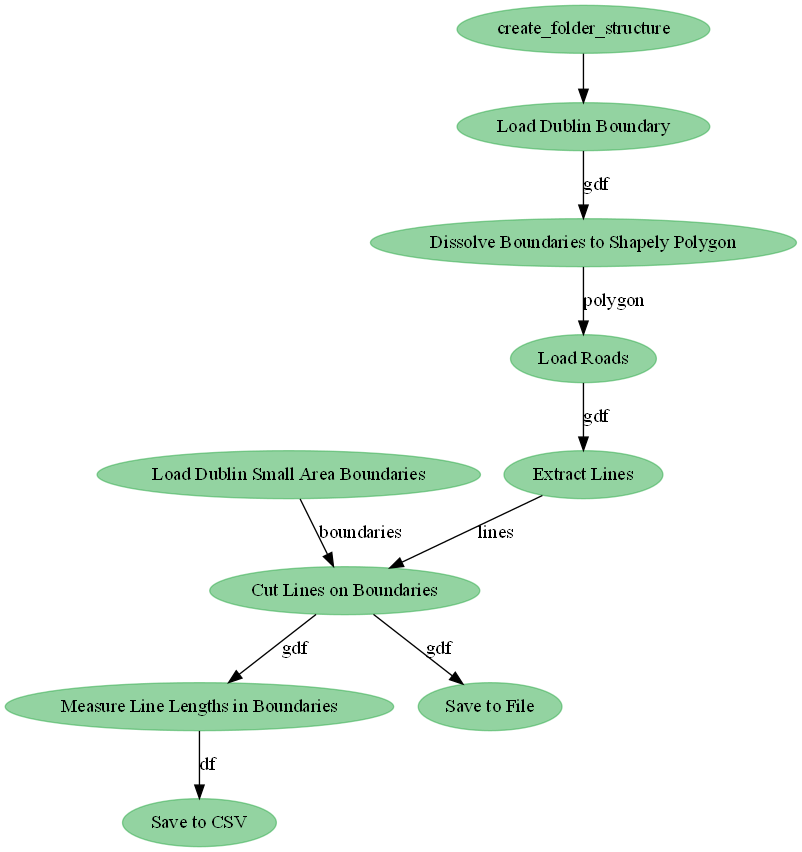 create_folder_structure
Load Dublin Boundary
gdf
Dissolve Boundaries to Shapely Polygon
polygon
Load Roads
gdf
Load Dublin Small Area Boundaries
Extract Lines
boundaries
lines
Cut Lines on Boundaries
gdf
gdf
Measure Line Lengths in Boundaries
Save to File
df
Save to CSV